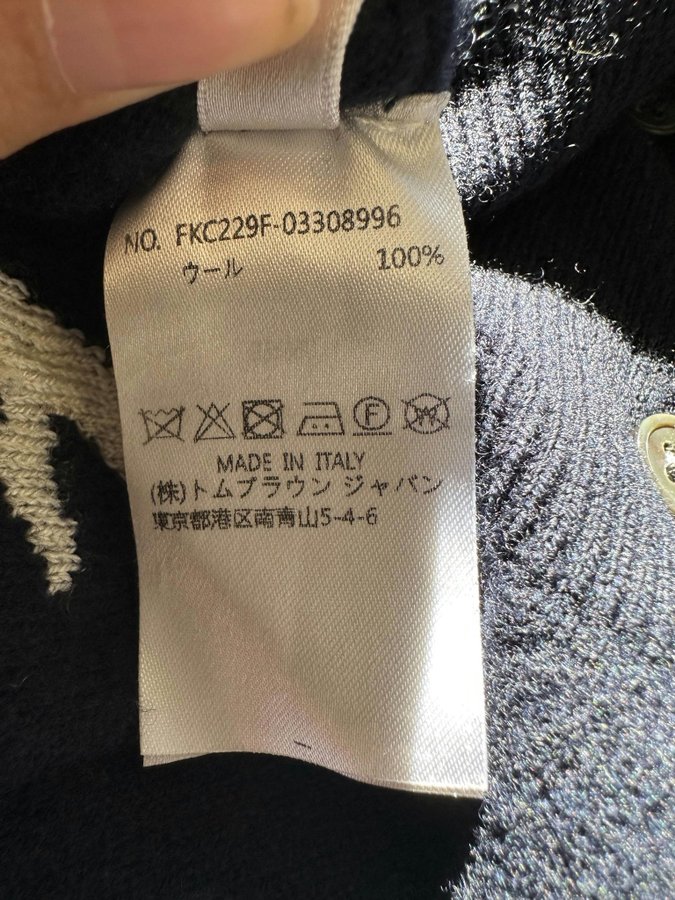 NO. FKC229F-03308996
ウール 100%
F W
MADE IN ITALY
(株)トムブラウン ジャパン
東京都港区南青山5-4-6